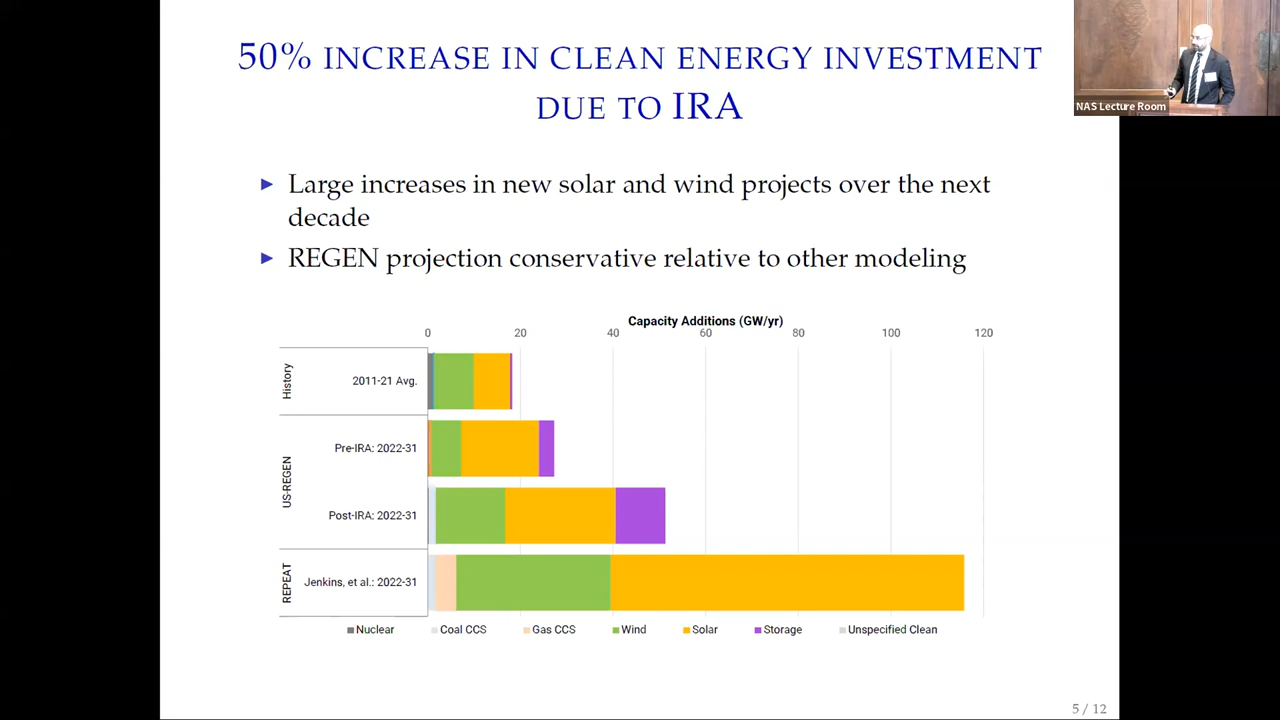 50% INCREASE IN CLEAN ENERGY INVESTMENT
DUE TO IRA
NAS Lecture Room
Large increases in new solar and wind projects over the next
decade
REGEN projection conservative relative to other modeling
Capacity Additions (GW/yr)
0 20 40 60 80 100 120
History
2011-21 Avg.
US-REGEN
Pre-IRA: 2022-31
Post-IRA: 2022-31
REPEAT
Jenkins, et al.: 2022-31
Nuclear Coal CCS Gas CCS Wind Solar Storage Unspecified Clean
5 / 12